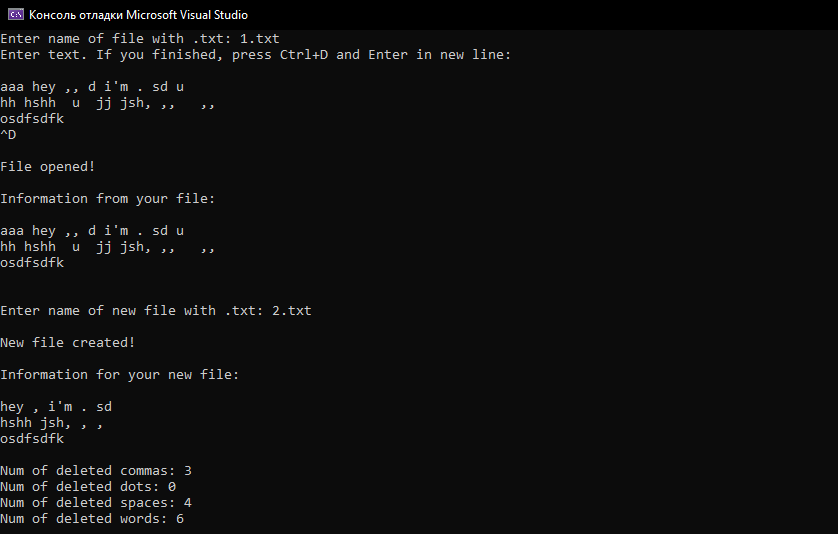 Консоль отладки Microsoft Visual Studio
Enter name of file with .txt: 1.txt
Enter text. If you finished, press Ctrl+D and Enter in new line:
aaa hey ,, d i'm . sd u
hh hshh  u  jj jsh, ,,   ,,
osdfsdfk
^D
File opened!
Information from your file:
aaa hey ,, d i'm . sd u
hh hshh  u  jj jsh, ,,   ,,
osdfsdfk
Enter name of new file with .txt: 2.txt
New file created!
Information for your new file:
hey , i'm . sd
hshh jsh, , ,
osdfsdfk
Num of deleted commas: 3
Num of deleted dots: 0
Num of deleted spaces: 4
Num of deleted words: 6